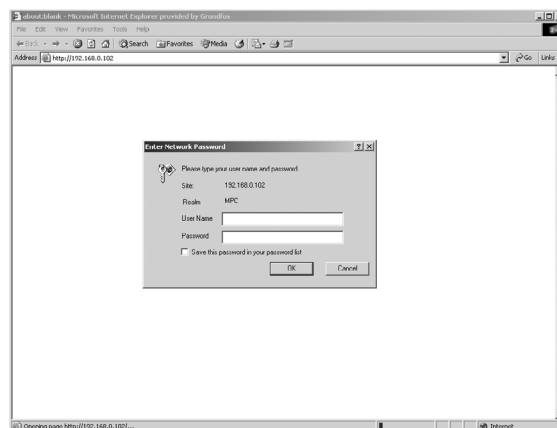 about:blank - Microsoft Internet Explorer provided by Grundfos
File Edit View Favorites Tools Help
Back Search Favorites Media
Address http://192.168.0.102 Go Links
Enter Network Password
Please type your user name and password.
Site: 192.168.0.102
Realm MPC
User Name
Password
Save this password in your password list
OK Cancel
Opening page http://192.168.0.102/... Internet